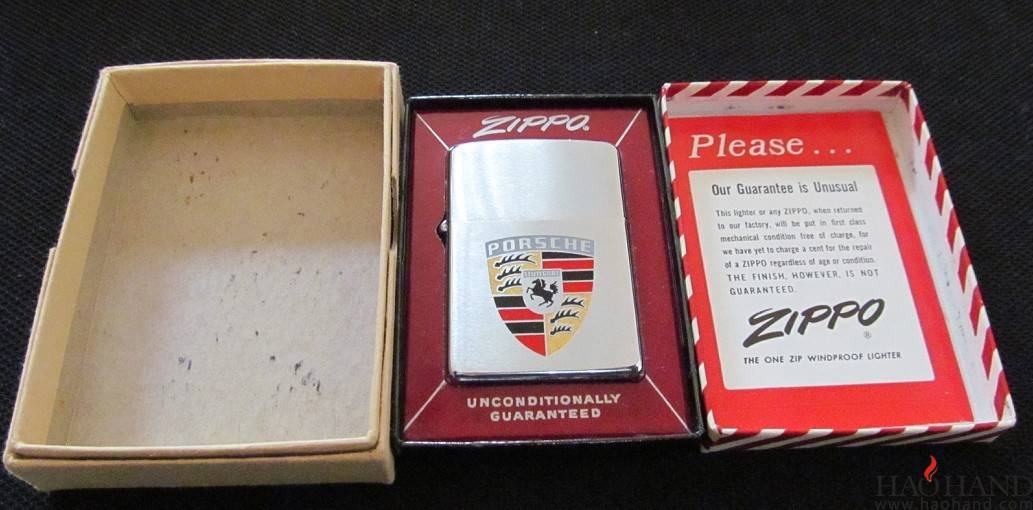 ZIPPO®
PORSCHE
STUTTGART
UNCONDITIONALLY
GUARANTEED
Please...
Our Guarantee is Unusual
This lighter or any ZIPPO, when returned
to our factory, will be put in first class
mechanical condition free of charge, for
we have yet to charge a cent for the repair
of a ZIPPO regardless of age or condition.
THE FINISH, HOWEVER, IS NOT
GUARANTEED.
ZIPPO
®
THE ONE ZIP WINDPROOF LIGHTER
HAOHAND
www.haohand.com